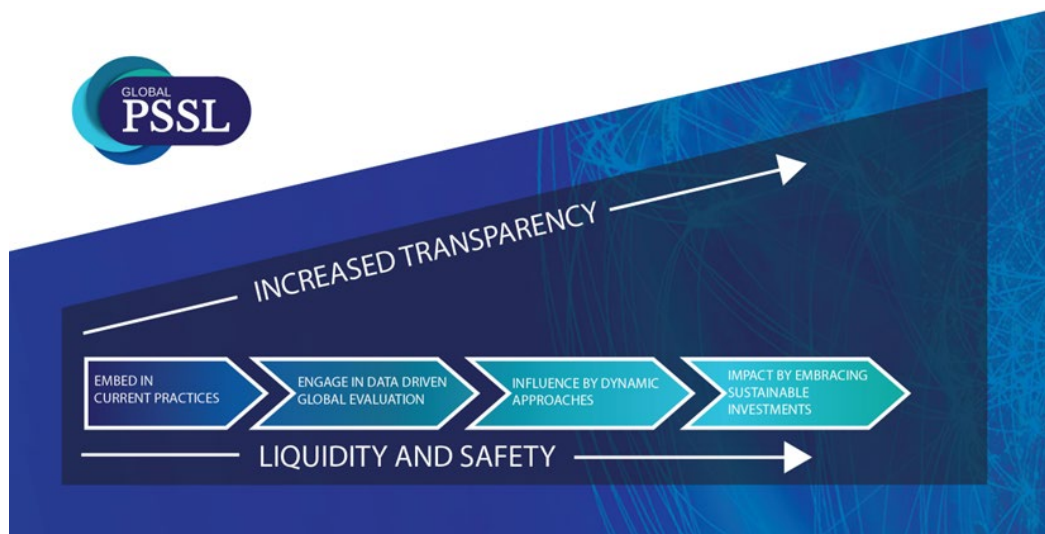 GLOBAL
PSSL
INCREASED TRANSPARENCY
EMBED IN
CURRENT PRACTICES
ENGAGE IN DATA DRIVEN
GLOBAL EVALUATION
INFLUENCE BY DYNAMIC
APPROACHES
IMPACT BY EMBRACING
SUSTAINABLE
INVESTMENTS
LIQUIDITY AND SAFETY